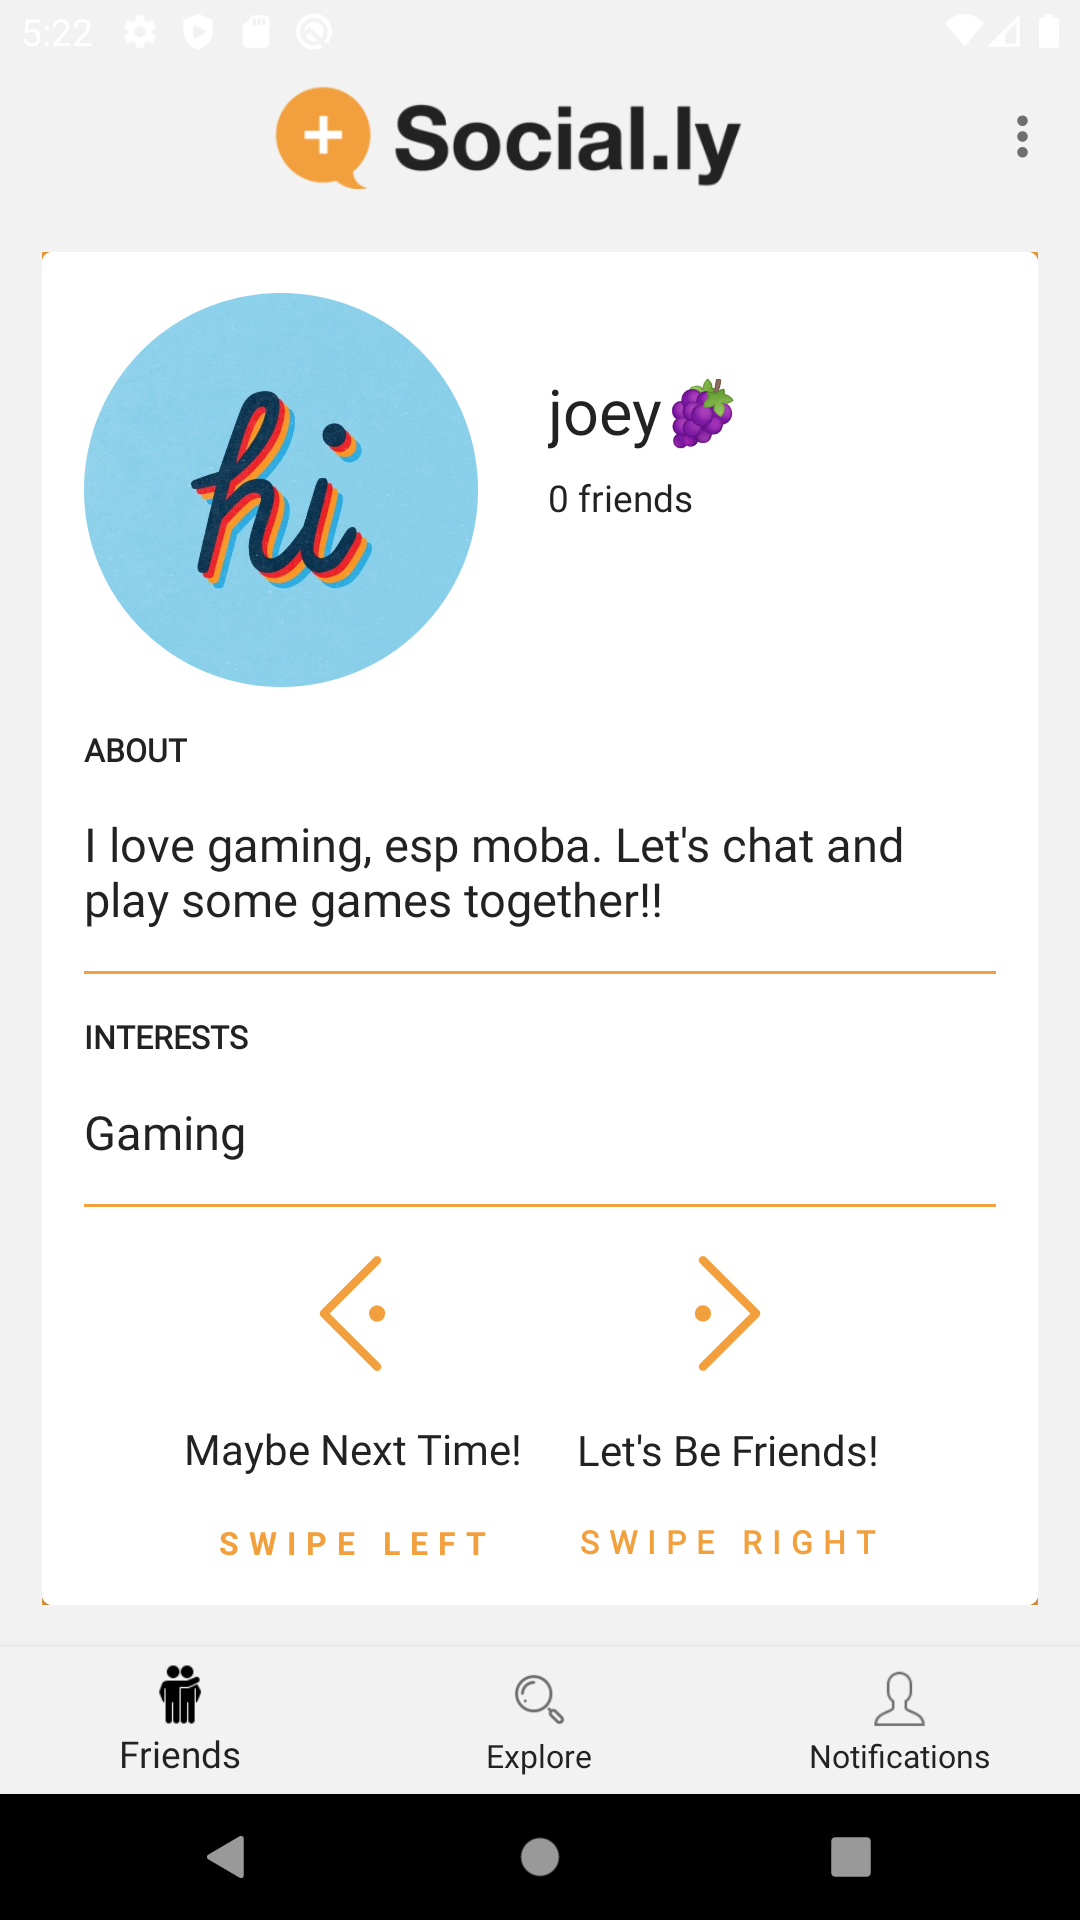 5:22
Social.ly
hi
joey🍇
0 friends
ABOUT
I love gaming, esp moba. Let's chat and
play some games together!!
INTERESTS
Gaming
Maybe Next Time!
Let's Be Friends!
SWIPE LEFT
SWIPE RIGHT
Friends
Explore
Notifications